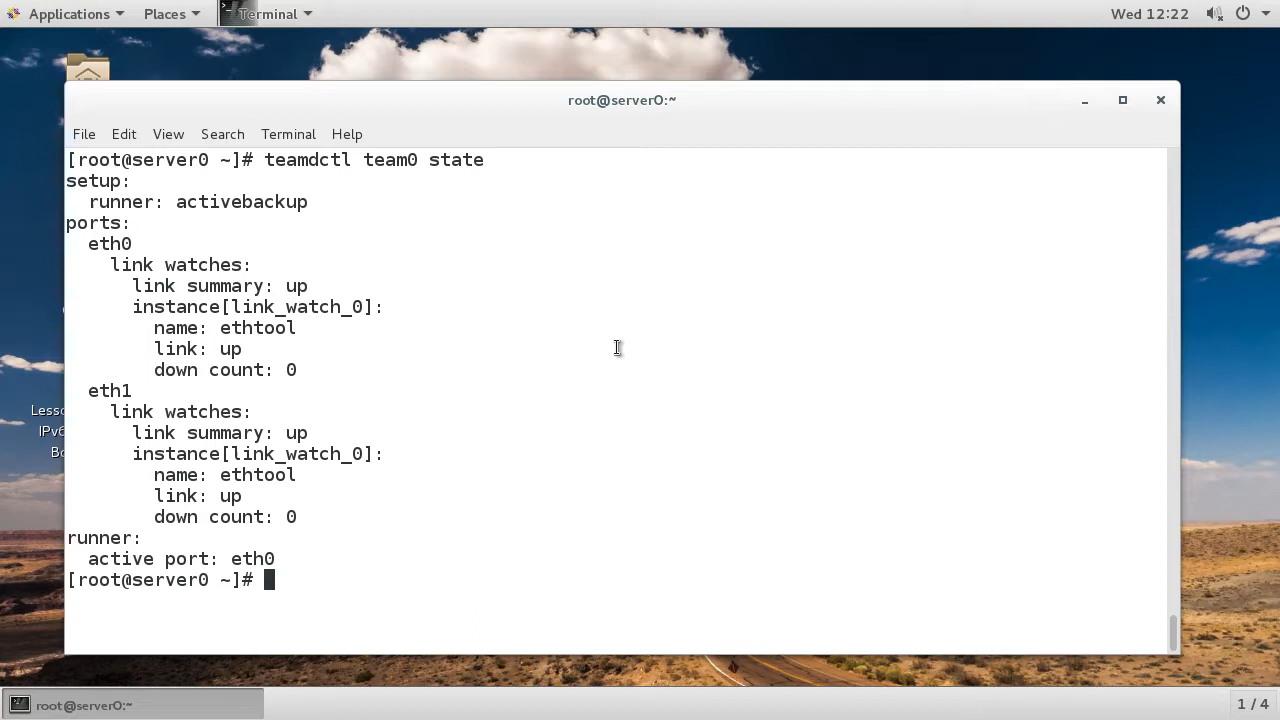 Applications Places Terminal Wed 12:22
root@server0:~
File Edit View Search Terminal Help
[root@server0 ~]# teamdctl team0 state
setup:
  runner: activebackup
ports:
  eth0
    link watches:
      link summary: up
      instance[link_watch_0]:
        name: ethtool
        link: up
        down count: 0
  eth1
    link watches:
      link summary: up
      instance[link_watch_0]:
        name: ethtool
        link: up
        down count: 0
runner:
  active port: eth0
[root@server0 ~]#
IPv6
root@server0:~ 1 / 4